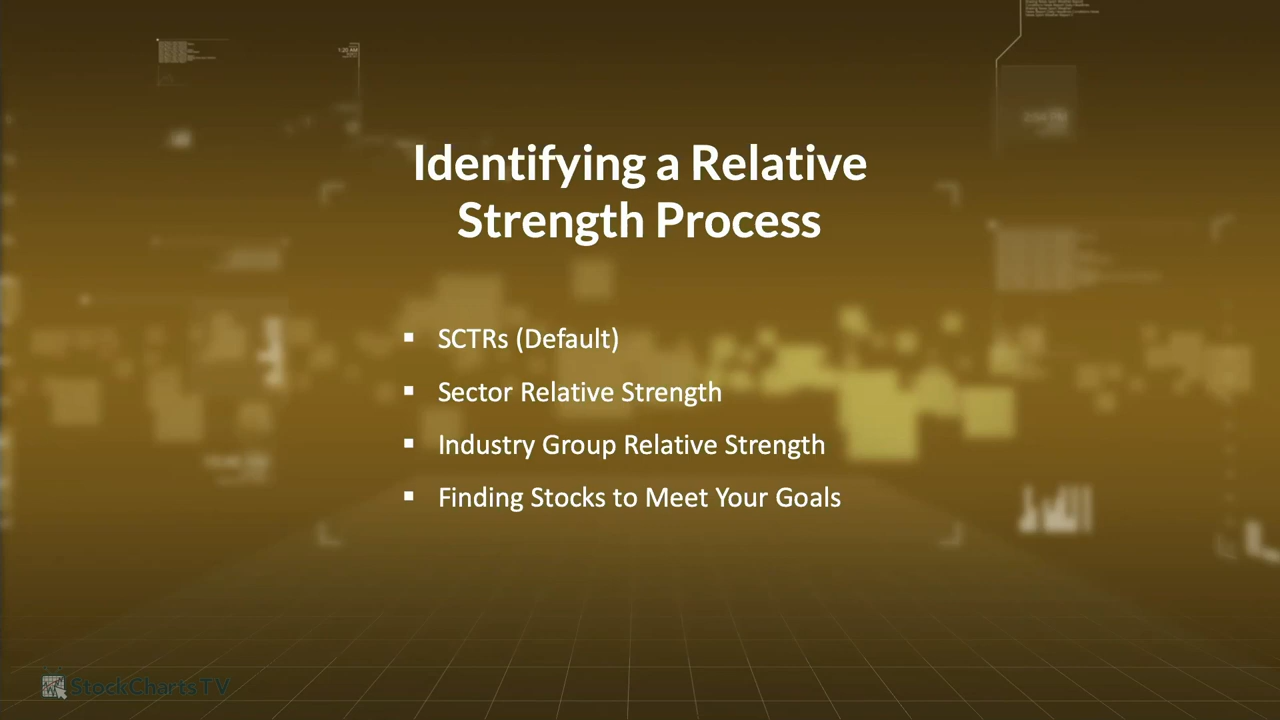 Identifying a Relative
Strength Process
▪ SCTRs (Default)
▪ Sector Relative Strength
▪ Industry Group Relative Strength
▪ Finding Stocks to Meet Your Goals
StockChartsTV